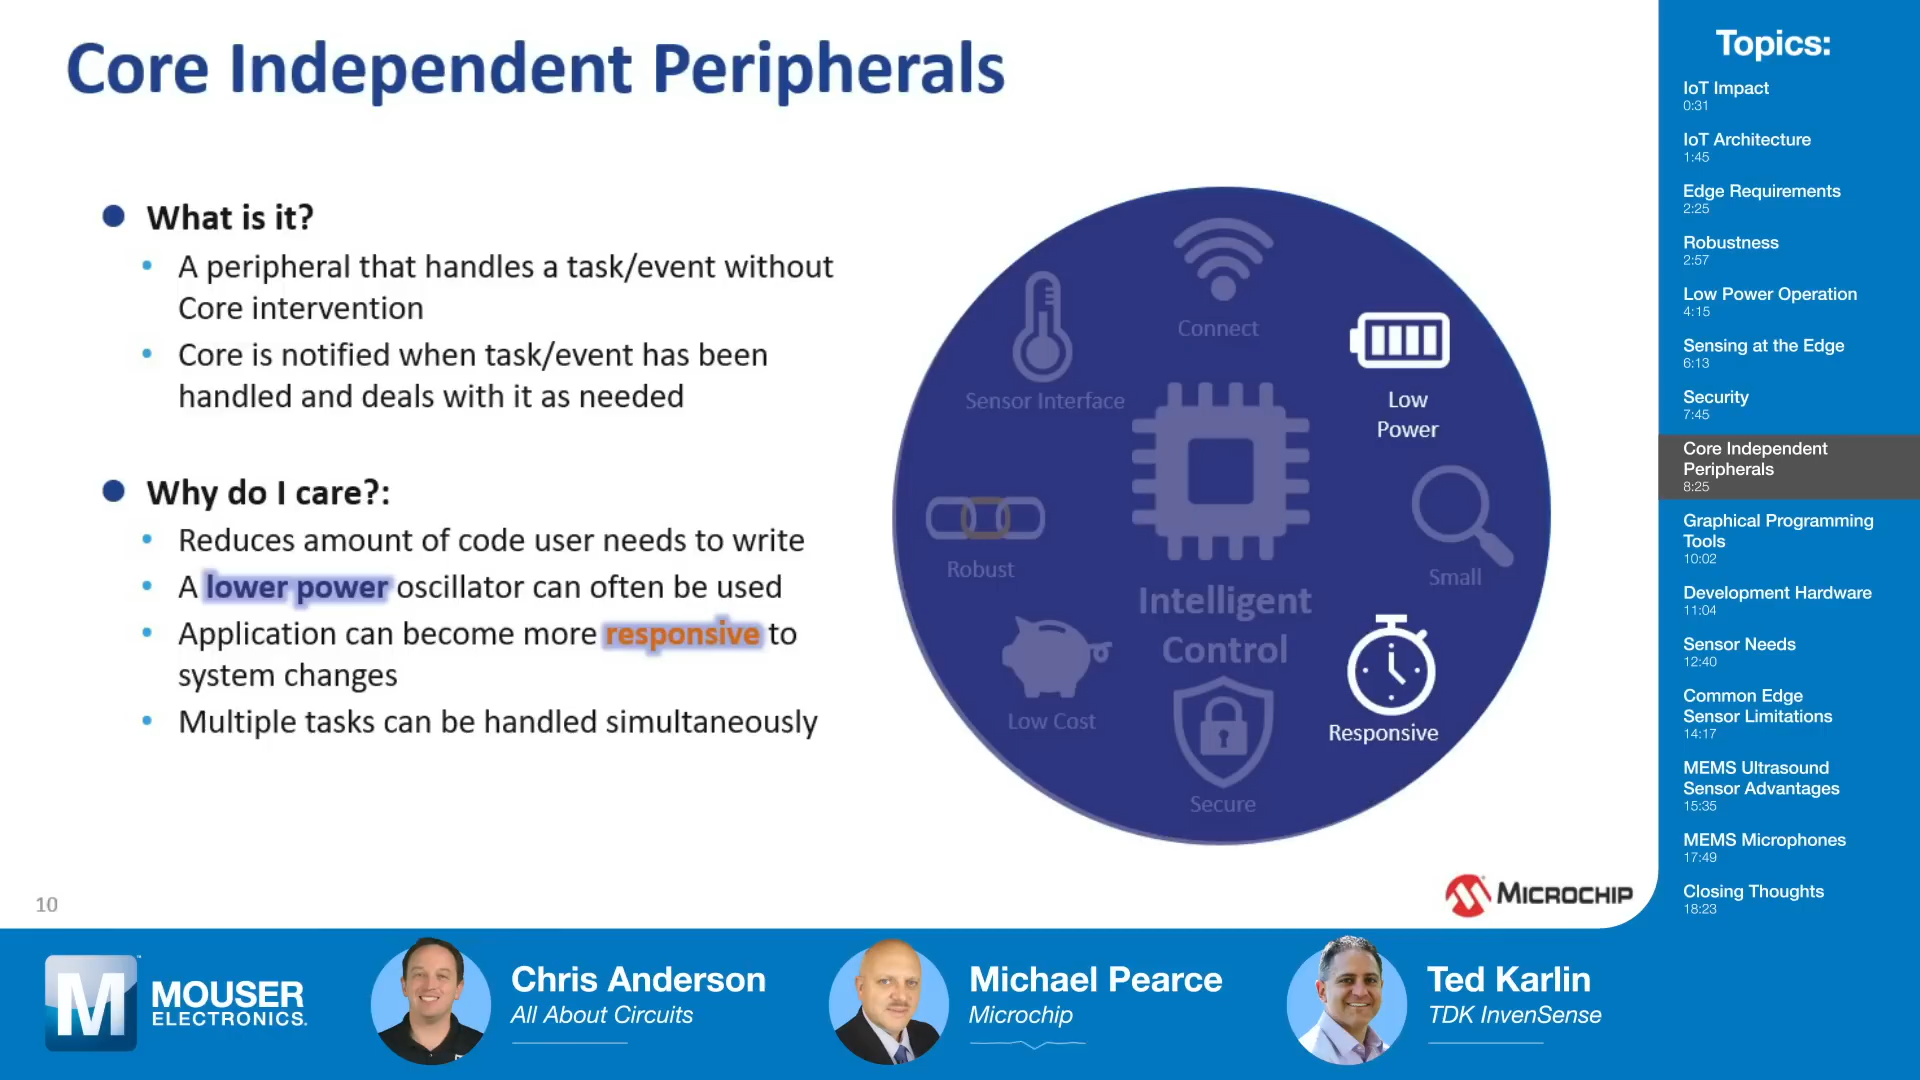 Core Independent Peripherals
What is it?
A peripheral that handles a task/event without
Core intervention
Core is notified when task/event has been
handled and deals with it as needed
Why do I care?:
Reduces amount of code user needs to write
A lower power oscillator can often be used
Application can become more responsive to
system changes
Multiple tasks can be handled simultaneously
Connect
Sensor Interface
Low
Power
Robust
Small
Intelligent
Control
Low Cost
Responsive
Secure
10
MICROCHIP
Topics:
IoT Impact
0:31
IoT Architecture
1:45
Edge Requirements
2:25
Robustness
2:57
Low Power Operation
4:15
Sensing at the Edge
6:13
Security
7:45
Core Independent
Peripherals
8:25
Graphical Programming
Tools
10:02
Development Hardware
11:04
Sensor Needs
12:40
Common Edge
Sensor Limitations
14:17
MEMS Ultrasound
Sensor Advantages
15:35
MEMS Microphones
17:49
Closing Thoughts
18:23
M
MOUSER
ELECTRONICS.
Chris Anderson
All About Circuits
Michael Pearce
Microchip
Ted Karlin
TDK InvenSense